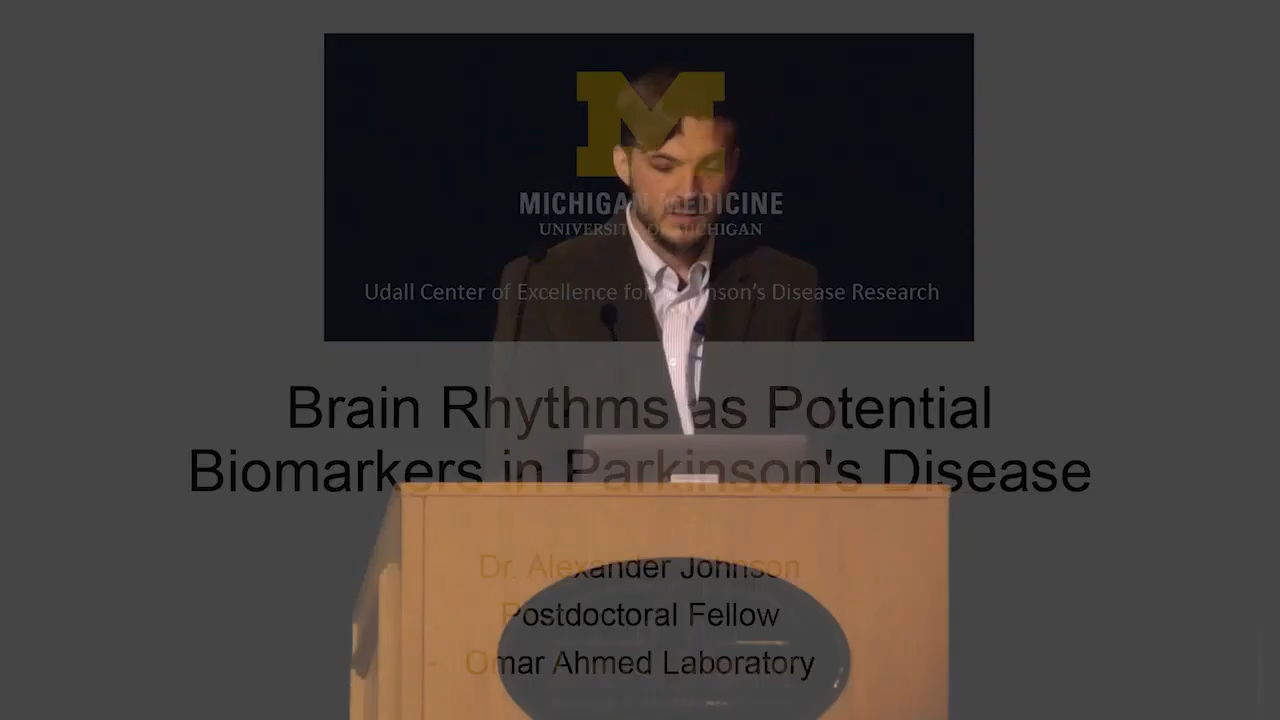 M
MICHIGAN MEDICINE
UNIVERSITY OF MICHIGAN
Udall Center of Excellence for Parkinson's Disease Research
Brain Rhythms as Potential
Biomarkers in Parkinson's Disease
Dr. Alexander Johnson
Postdoctoral Fellow
Omar Ahmed Laboratory